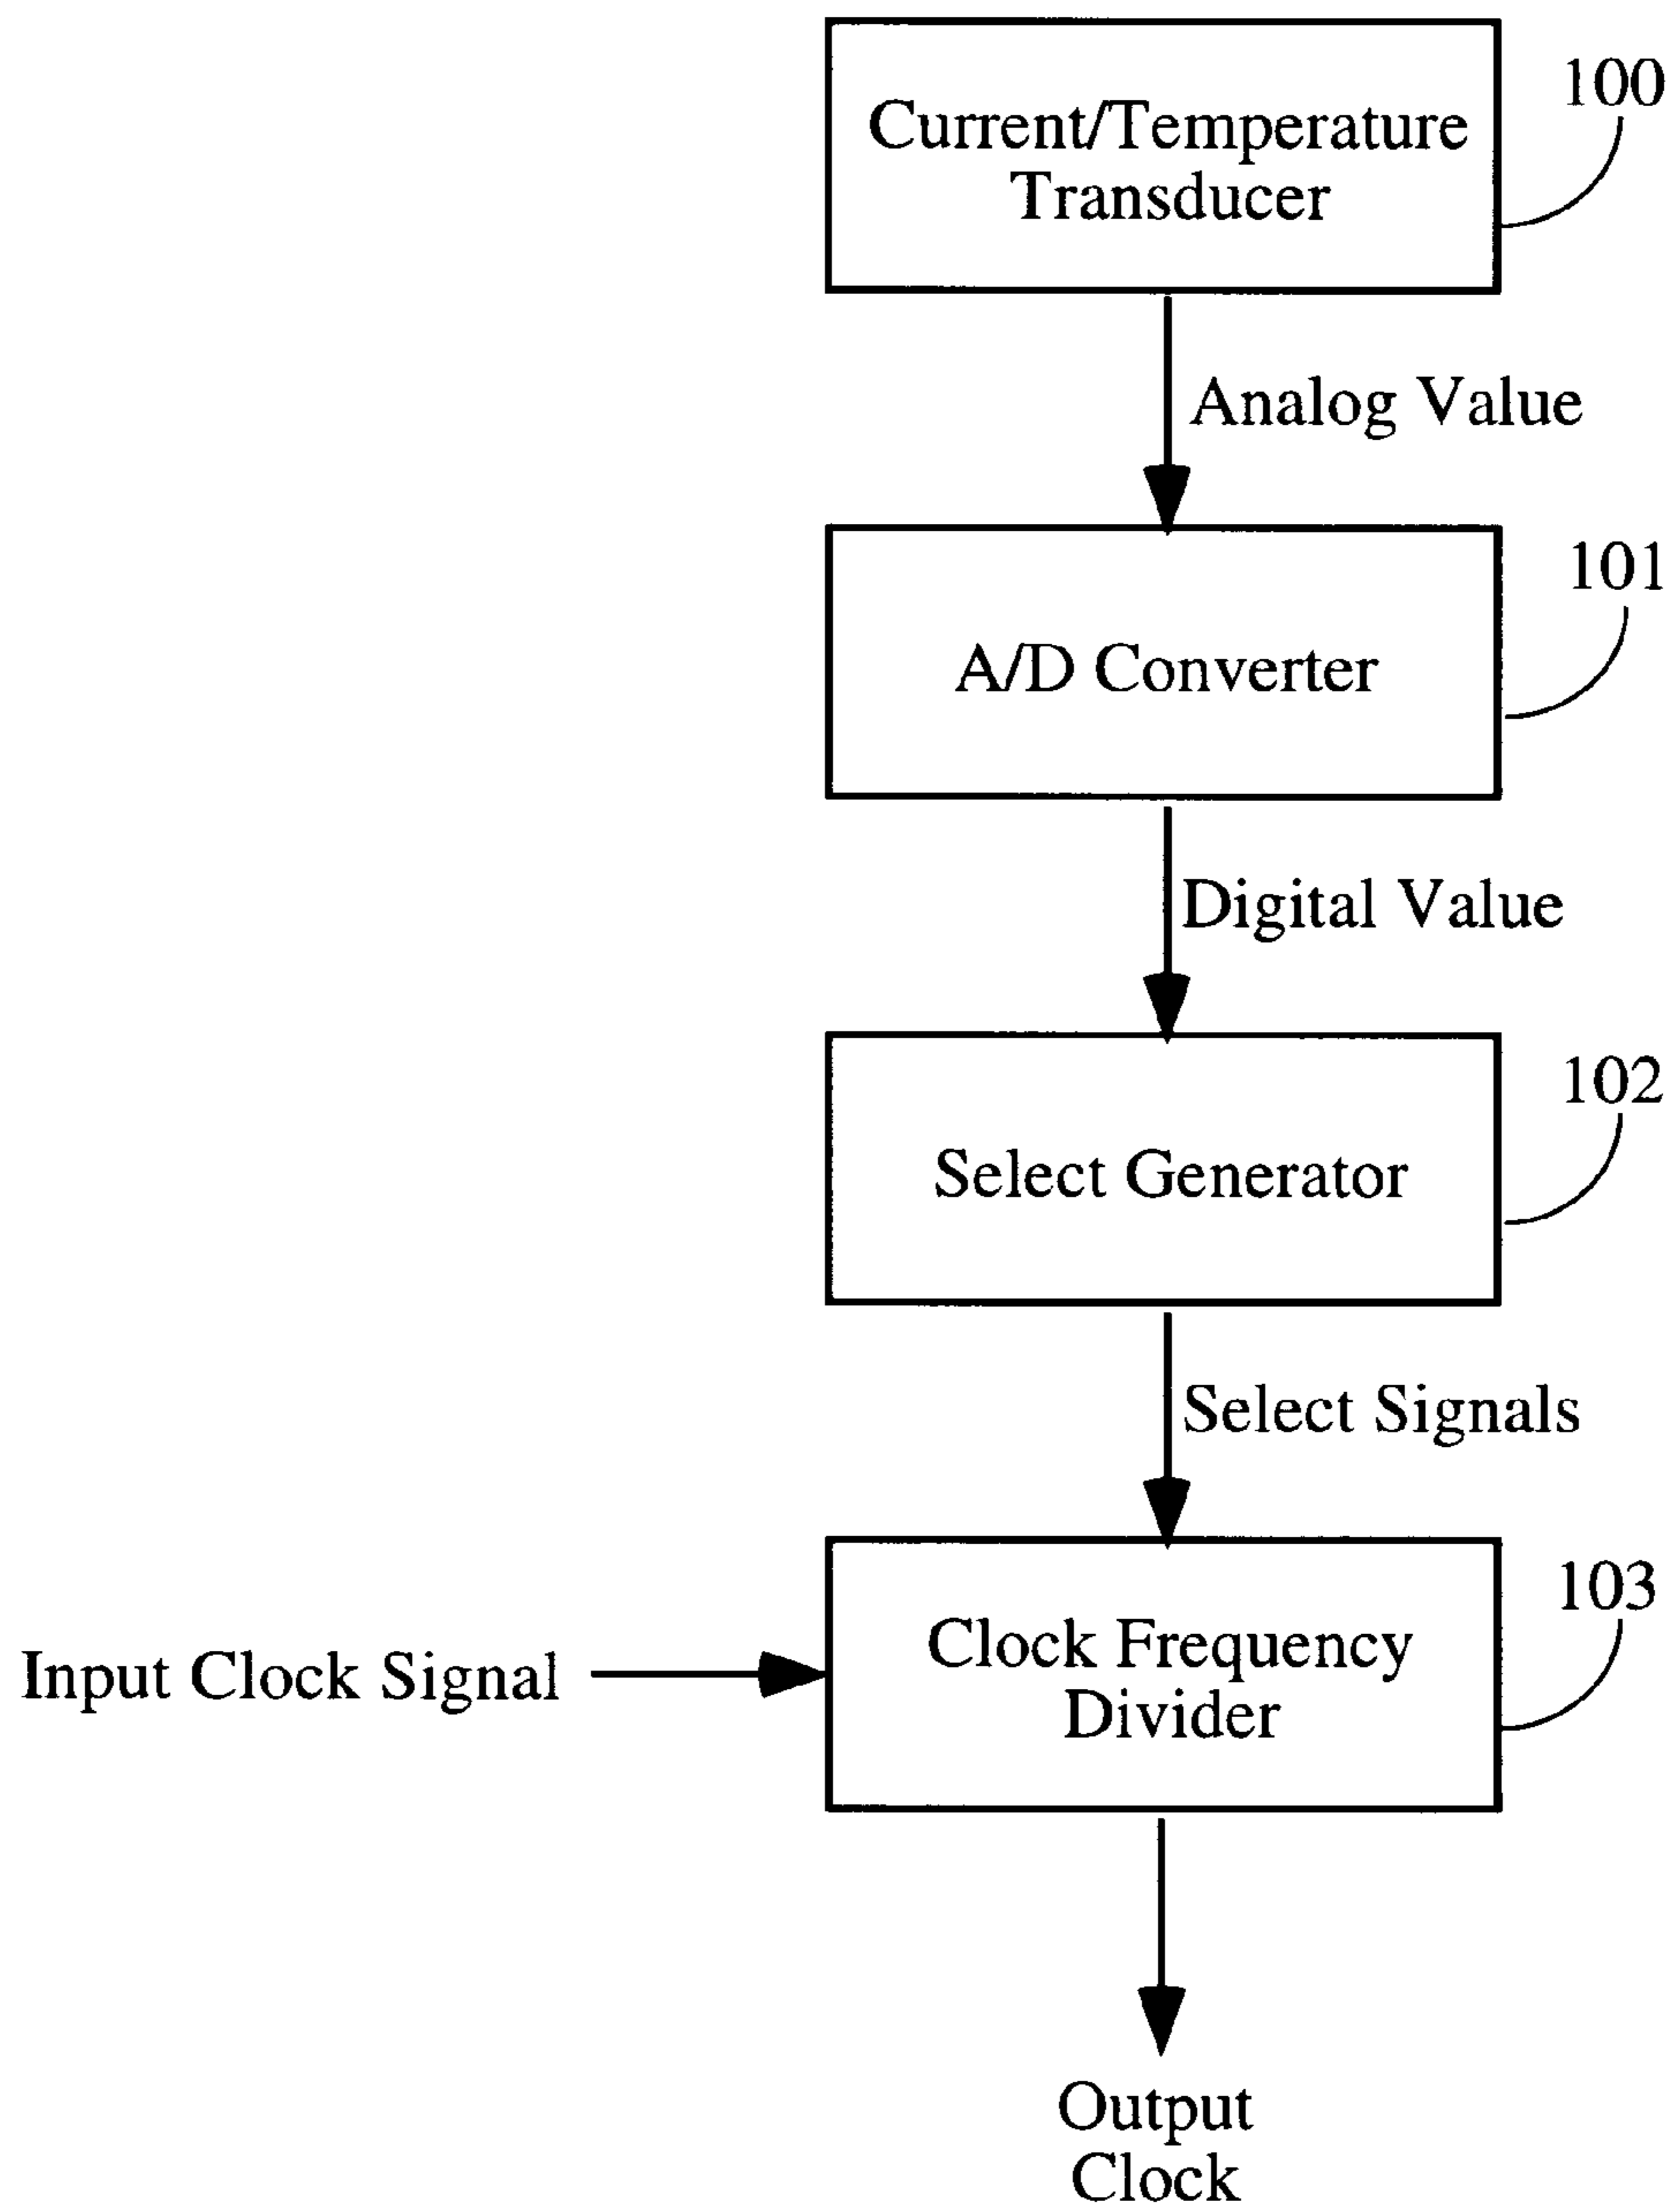 100
Current/Temperature
Transducer
Analog Value
101
A/D Converter
Digital Value
102
Select Generator
Select Signals
103
Clock Frequency
Divider
Input Clock Signal
Output
Clock